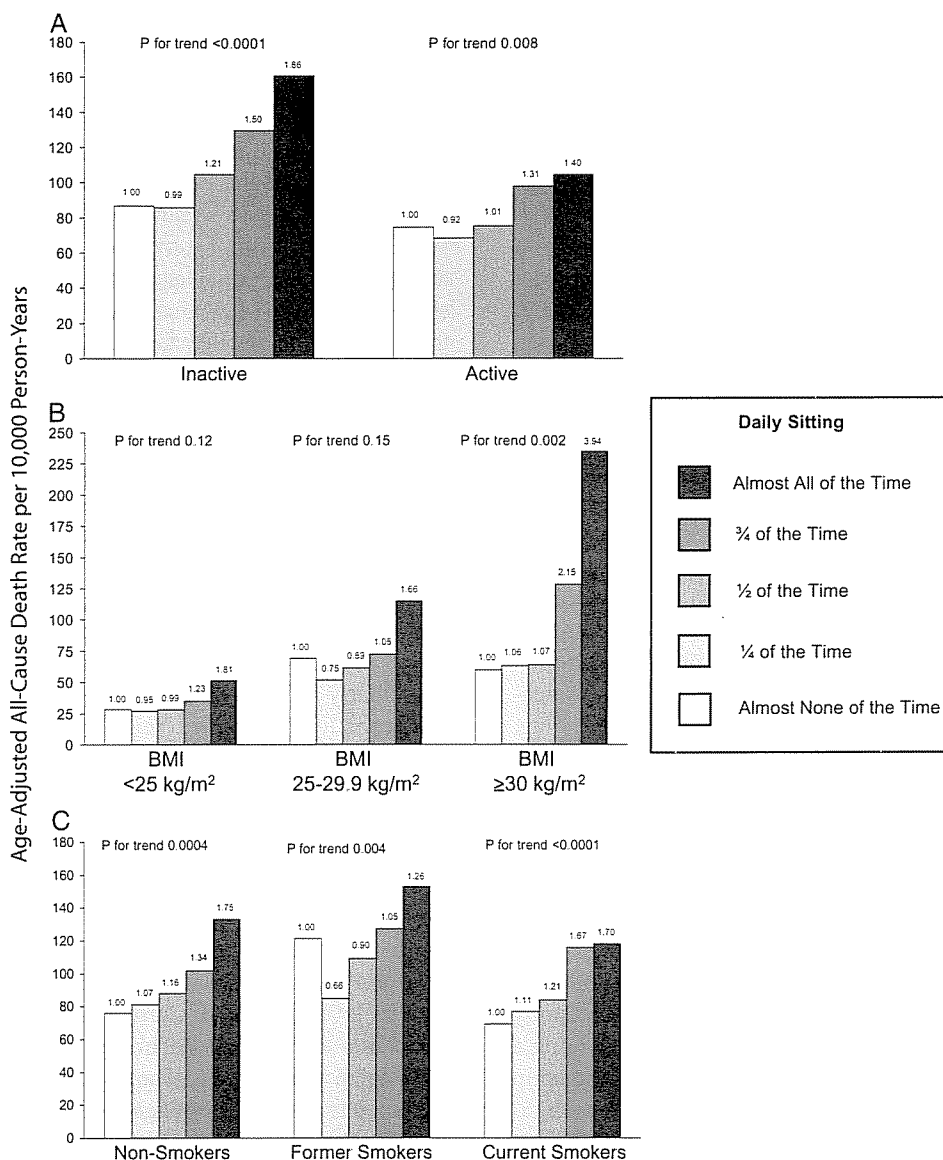 Age-Adjusted All-Cause Death Rate per 10,000 Person-Years
A
P for trend <0.0001
P for trend 0.008
180
160
140
120
100
80
60
40
20
0
1.00
0.99
1.21
1.50
1.86
1.00
0.92
1.01
1.31
1.40
Inactive
Active
B
P for trend 0.12
P for trend 0.15
P for trend 0.002
250
225
200
175
150
125
100
75
50
25
0
1.00
0.95
0.99
1.23
1.81
1.00
0.75
1.05
1.66
1.00
1.06
1.07
2.15
3.94
BMI
<25 kg/m²
BMI
25-29.9 kg/m²
BMI
≥30 kg/m²
C
P for trend 0.0004
P for trend 0.004
P for trend <0.0001
180
160
140
120
100
80
60
40
20
0
1.00
1.07
1.16
1.34
1.75
1.00
0.66
0.90
1.05
1.26
1.00
1.11
1.21
1.67
1.70
Non-Smokers
Former Smokers
Current Smokers
Daily Sitting
Almost All of the Time
¾ of the Time
½ of the Time
¼ of the Time
Almost None of the Time